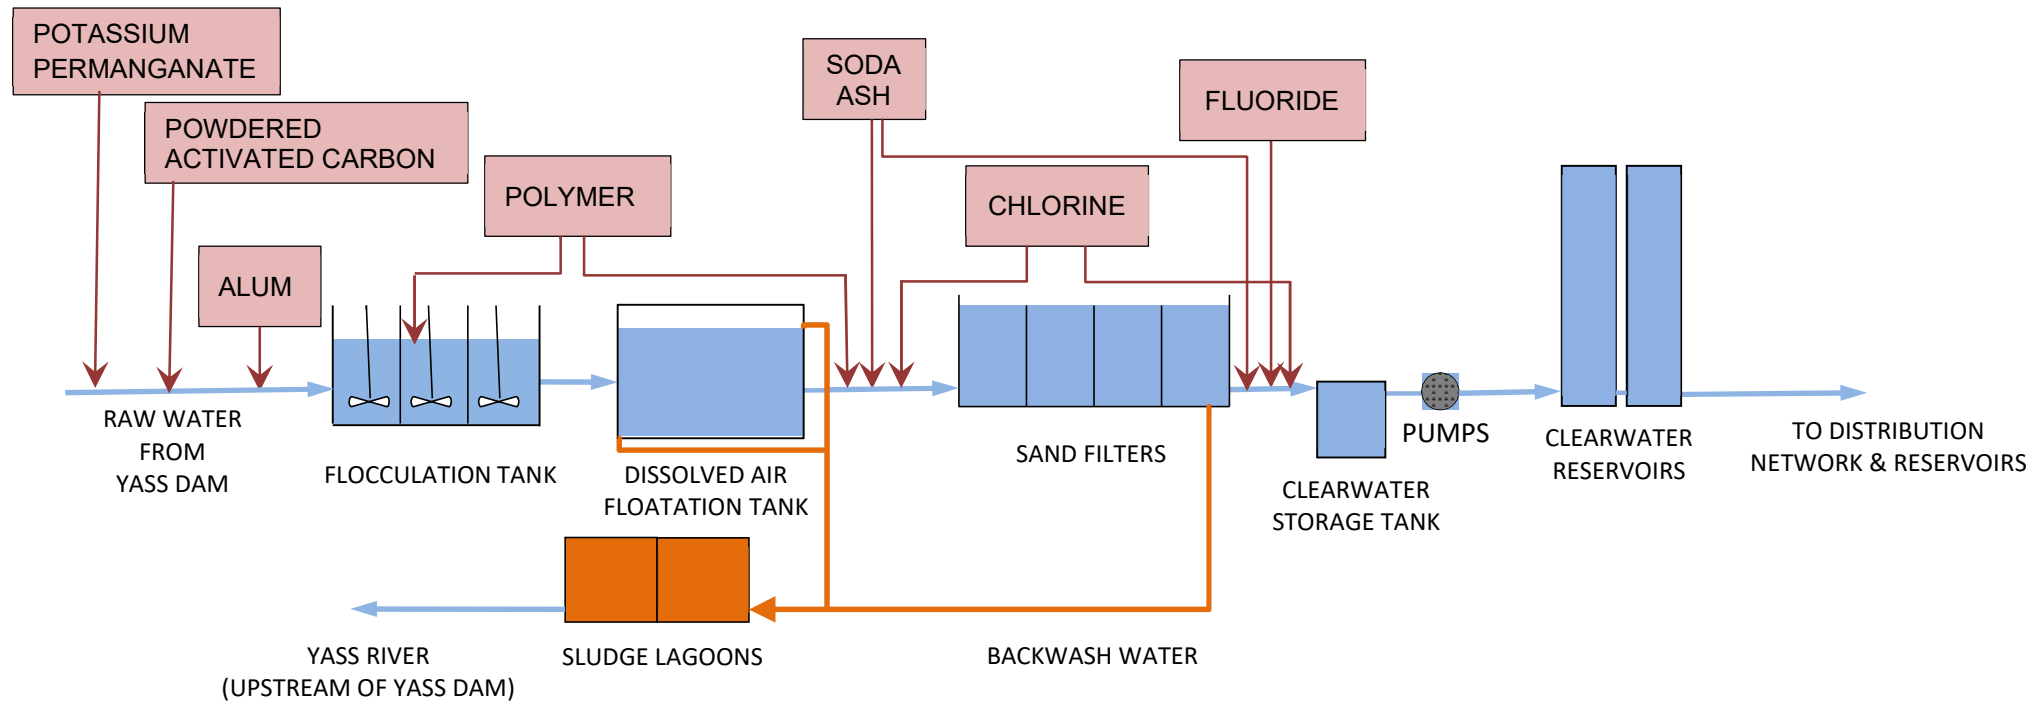 POTASSIUM
PERMANGANATE
POWDERED
ACTIVATED CARBON
ALUM
POLYMER
SODA
ASH
CHLORINE
FLUORIDE
RAW WATER
FROM
YASS DAM
FLOCCULATION TANK
DISSOLVED AIR
FLOATATION TANK
SAND FILTERS
CLEARWATER
STORAGE TANK
PUMPS
CLEARWATER
RESERVOIRS
TO DISTRIBUTION
NETWORK & RESERVOIRS
YASS RIVER
(UPSTREAM OF YASS DAM)
SLUDGE LAGOONS
BACKWASH WATER